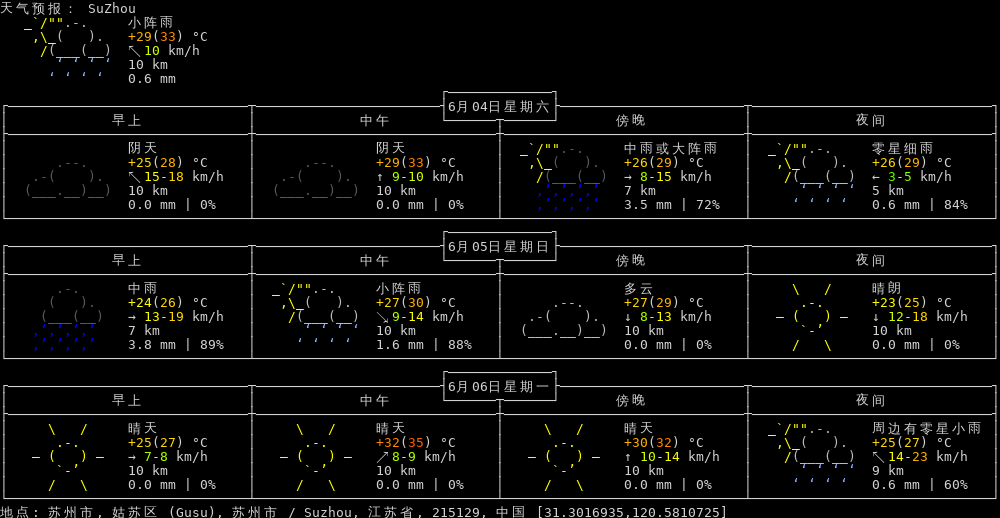 天气预报: SuZhou
小阵雨
+29(33) °C
↖ 10 km/h
10 km
0.6 mm
6月04日星期六
早上 中午 傍晚 夜间
阴天 阴天 中雨或大阵雨 零星细雨
+25(28) °C +29(33) °C +26(29) °C +26(29) °C
↖ 15-18 km/h ↑ 9-10 km/h → 8-15 km/h ← 3-5 km/h
10 km 10 km 7 km 5 km
0.0 mm | 0% 0.0 mm | 0% 3.5 mm | 72% 0.6 mm | 84%
6月05日星期日
早上 中午 傍晚 夜间
中雨 小阵雨 多云 晴朗
+24(26) °C +27(30) °C +27(29) °C +23(25) °C
→ 13-19 km/h ↘ 9-14 km/h ↓ 8-13 km/h ↓ 12-18 km/h
7 km 10 km 10 km 10 km
3.8 mm | 89% 1.6 mm | 88% 0.0 mm | 0% 0.0 mm | 0%
6月06日星期一
早上 中午 傍晚 夜间
晴天 晴天 晴天 周边有零星小雨
+25(27) °C +32(35) °C +30(32) °C +25(27) °C
→ 7-8 km/h ↗ 8-9 km/h ↑ 10-14 km/h ↖ 14-23 km/h
10 km 10 km 10 km 9 km
0.0 mm | 0% 0.0 mm | 0% 0.0 mm | 0% 0.6 mm | 60%
地点: 苏州市, 姑苏区 (Gusu), 苏州市 / Suzhou, 江苏省, 215129, 中国 [31.3016935,120.5810725]